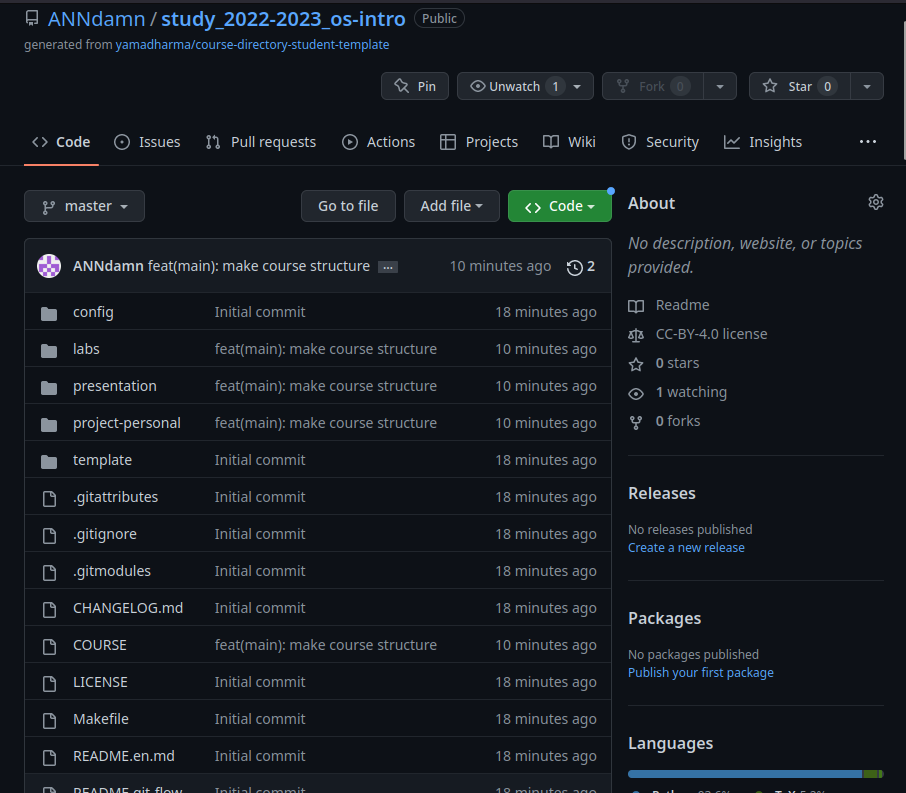 ANNdamn / study_2022-2023_os-intro Public
generated from yamadharma/course-directory-student-template
Pin Unwatch 1 Fork 0 Star 0
Code Issues Pull requests Actions Projects Wiki Security Insights ...
master Go to file Add file Code
ANNdamn feat(main): make course structure ... 10 minutes ago 2
config Initial commit 18 minutes ago
labs feat(main): make course structure 10 minutes ago
presentation feat(main): make course structure 10 minutes ago
project-personal feat(main): make course structure 10 minutes ago
template Initial commit 18 minutes ago
.gitattributes Initial commit 18 minutes ago
.gitignore Initial commit 18 minutes ago
.gitmodules Initial commit 18 minutes ago
CHANGELOG.md Initial commit 18 minutes ago
COURSE feat(main): make course structure 10 minutes ago
LICENSE Initial commit 18 minutes ago
Makefile Initial commit 18 minutes ago
README.en.md Initial commit 18 minutes ago
README.git-flow Initial commit 18 minutes ago
About
No description, website, or topics
provided.
Readme
CC-BY-4.0 license
0 stars
1 watching
0 forks
Releases
No releases published
Create a new release
Packages
No packages published
Publish your first package
Languages